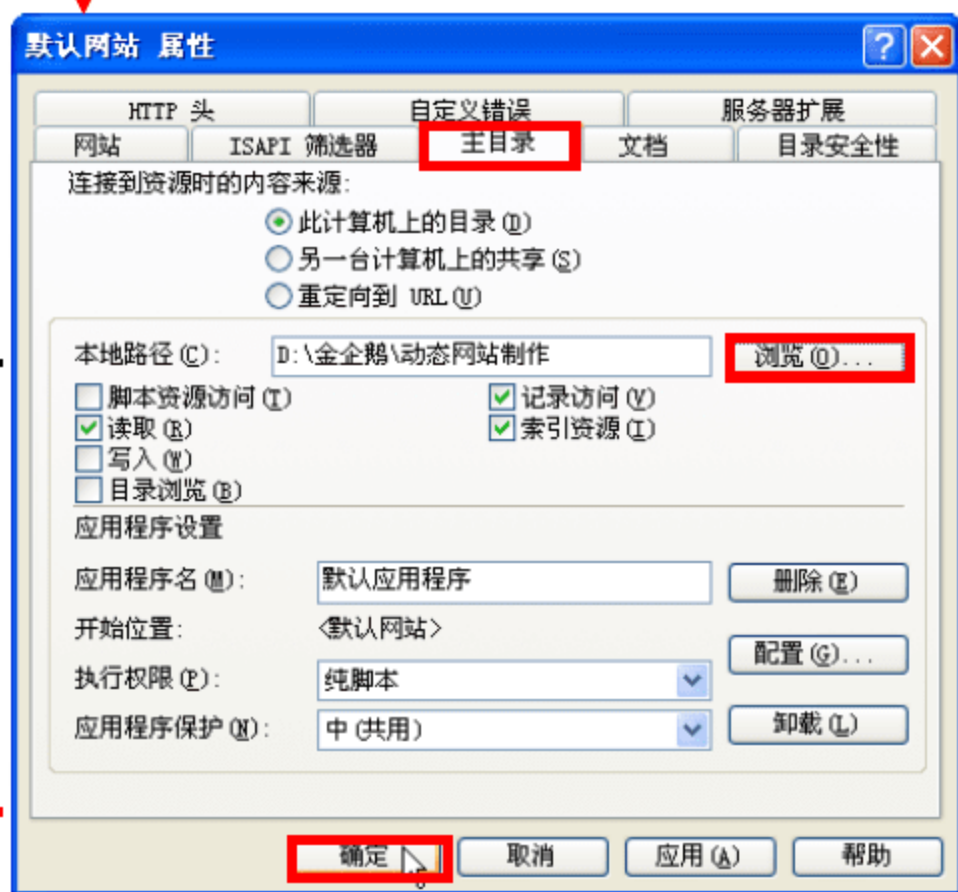 默认网站 属性
HTTP 头 自定义错误 服务器扩展
网站 ISAPI 筛选器 主目录 文档 目录安全性
连接到资源时的内容来源:
此计算机上的目录(D)
另一台计算机上的共享(S)
重定向到 URL(U)
本地路径(C): D:\金企鹅\动态网站制作 浏览(O)...
脚本资源访问(T) 记录访问(V)
读取(R) 索引资源(I)
写入(W)
目录浏览(B)
应用程序设置
应用程序名(M): 默认应用程序 删除(E)
开始位置: <默认网站>
配置(G)...
执行权限(P): 纯脚本
应用程序保护(N): 中(共用) 卸载(L)
确定 取消 应用(A) 帮助